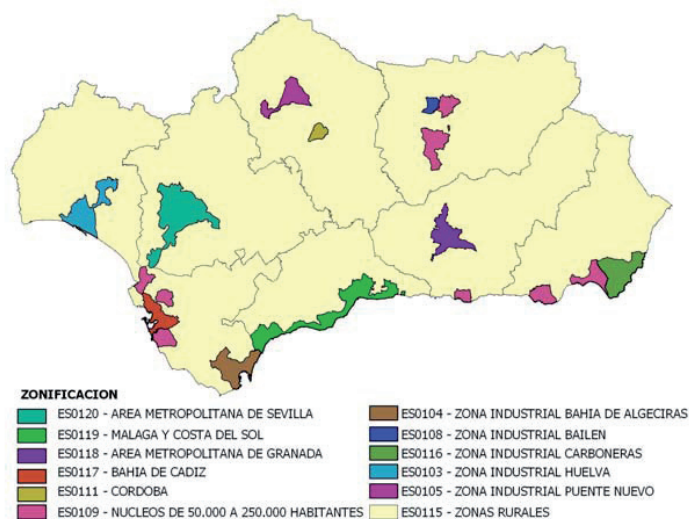 ZONIFICACION
ES0120 - AREA METROPOLITANA DE SEVILLA
ES0119 - MALAGA Y COSTA DEL SOL
ES0118 - AREA METROPOLITANA DE GRANADA
ES0117 - BAHIA DE CADIZ
ES0111 - CORDOBA
ES0109 - NUCLEOS DE 50.000 A 250.000 HABITANTES
ES0104 - ZONA INDUSTRIAL BAHIA DE ALGECIRAS
ES0108 - ZONA INDUSTRIAL BAILEN
ES0116 - ZONA INDUSTRIAL CARBONERAS
ES0103 - ZONA INDUSTRIAL HUELVA
ES0105 - ZONA INDUSTRIAL PUENTE NUEVO
ES0115 - ZONAS RURALES